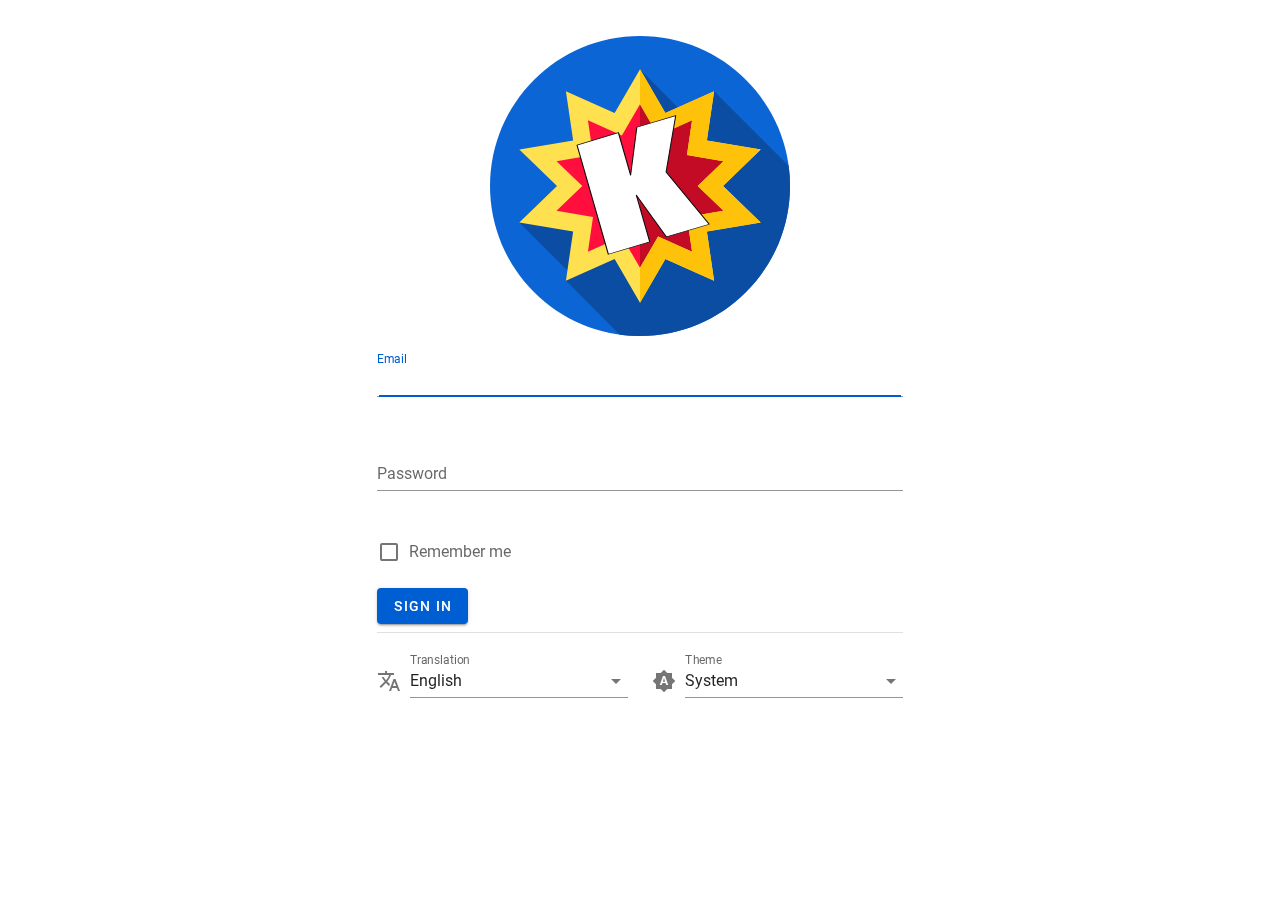 K
Email
Password
Remember me
SIGN IN
Translation
Theme
English
A
System